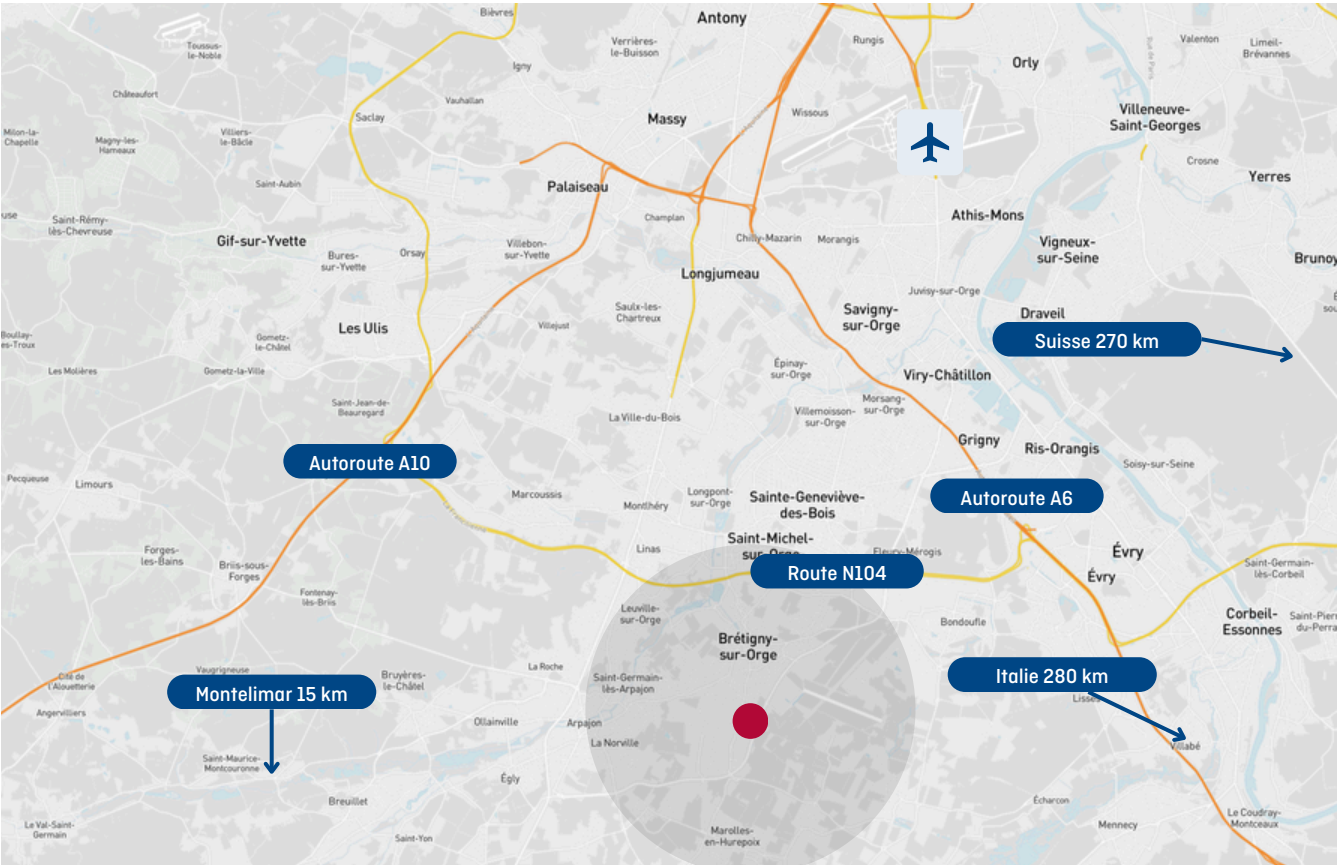 Bièvres
Antony
Toussus-
le-Noble
Verrières-
le-Buisson
Rungis
Valenton
Limeil-
Brévannes
Igny
Orly
Châteaufort
Vauhallan
Saclay
Massy
Wissous
Villeneuve-
Saint-Georges
Milon-la-
Chapelle
Magny-les-
Hameaux
Villiers-
le-Bâcle
Crosne
Yerres
Saint-Aubin
Palaiseau
use
Saint-Rémy-
lès-Chevreuse
Champlan
Athis-Mons
Gif-sur-Yvette
Bures-
sur-Yvette
Orsay
Villebon-
sur-Yvette
Chilly-Mazarin
Morangis
Vigneux-
sur-Seine
Brunoy
Longjumeau
Juvisy-sur-Orge
Saulx-les-
Chartreux
Savigny-
sur-Orge
Draveil
Les Ulis
Villejust
Boullay-
es-Troux
Gometz-
le-Châtel
Suisse 270 km
Les Molières
Gometz-la-Ville
Épinay-
sur-Orge
Viry-Châtillon
Saint-Jean-de-
Beauregard
La Ville-du-Bois
Villemoisson-
sur-Orge
Morsang-
sur-Orge
Grigny
Ris-Orangis
Autoroute A10
Soisy-sur-Seine
Pecqueuse
Limours
Marcoussis
Montlhéry
Longpont-
sur-Orge
Sainte-Geneviève-
des-Bois
Autoroute A6
Saint-Michel-
sur-Orge
Linas
Fleury-Mérogis
Évry
Évry
Forges-
les-Bains
Briis-sous-
Forges
Route N104
Saint-Germain-
lès-Corbeil
Fontenay-
lès-Briis
Leuville-
sur-Orge
Bondoufle
Corbeil-
Essonnes
Saint-Pierr
du-Perra
Brétigny-
sur-Orge
Vaugrigneuse
La Roche
Cité de
l'Alouetterie
Bruyères-
le-Châtel
Saint-Germain-
lès-Arpajon
Italie 280 km
Montelimar 15 km
Lisses
Angervilliers
Ollainville
Arpajon
La Norville
Villabé
Saint-Maurice-
Montcouronne
Égly
Breuillet
Écharcon
Mennecy
Le Coudray-
Montceaux
Le Val-Saint-
Germain
Saint-Yon
Marolles-
en-Hurepoix